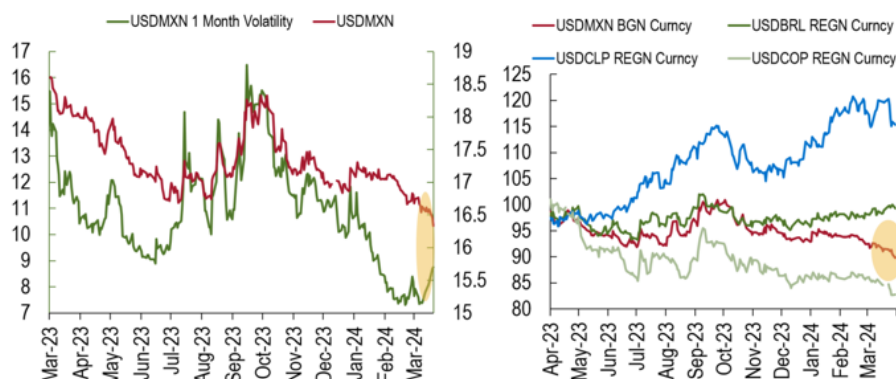 USDMXN 1 Month Volatility
USDMXN
17
16
15
14
13
12
11
10
9
8
7
19
18.5
18
17.5
17
16.5
16
15.5
15
Mar-23
Apr-23
May-23
Jun-23
Jul-23
Aug-23
Sep-23
Oct-23
Nov-23
Dec-23
Jan-24
Feb-24
Mar-24
USDMXN BGN Curncy
USDBRL REGN Curncy
USDCLP REGN Curncy
USDCOP REGN Curncy
125
120
115
110
105
100
95
90
85
80
Apr-23
May-23
Jun-23
Jul-23
Aug-23
Sep-23
Oct-23
Nov-23
Dec-23
Jan-24
Feb-24
Mar-24